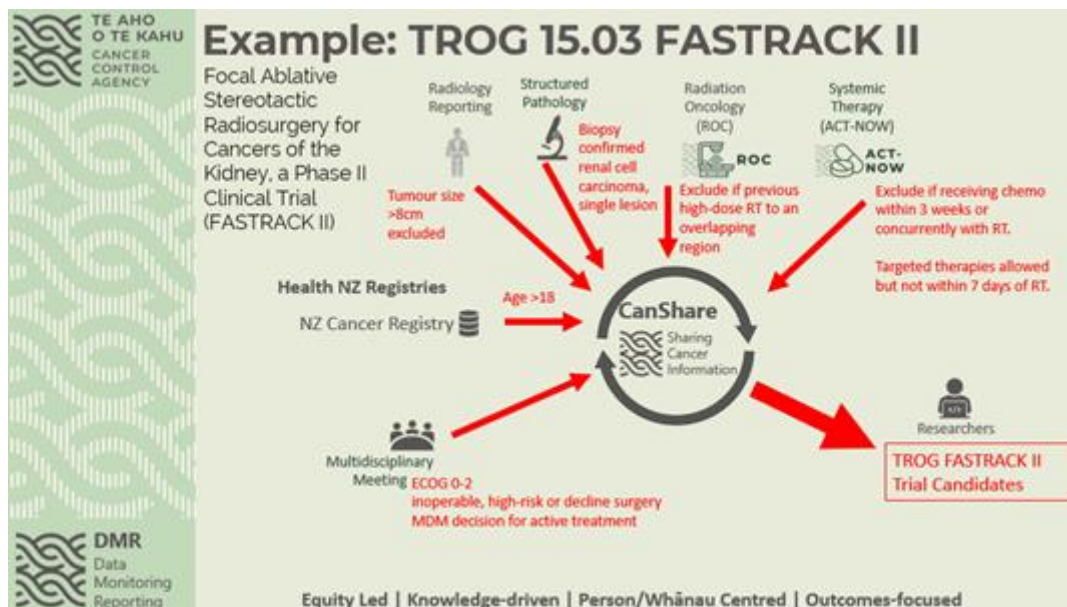 TE AHO
O TE KAHU
CANCER
CONTROL
AGENCY
Example: TROG 15.03 FASTRACK II
Focal Ablative
Stereotactic
Radiosurgery for
Cancers of the
Kidney, a Phase II
Clinical Trial
(FASTRACK II)
Radiology
Reporting
Structured
Pathology
Radiation
Oncology
(ROC)
Systemic
Therapy
(ACT-NOW)
ROC
ACT-
NOW
Tumour size
>8cm
excluded
Biopsy
confirmed
renal cell
carcinoma,
single lesion
Exclude if previous
high-dose RT to an
overlapping
region
Exclude if receiving chemo
within 3 weeks or
concurrently with RT.
Targeted therapies allowed
but not within 7 days of RT.
Health NZ Registries
NZ Cancer Registry
Age >18
CanShare
Sharing
Cancer
Information
Multidisciplinary
Meeting
ECOG 0-2
inoperable, high-risk or decline surgery
MDM decision for active treatment
Researchers
TROG FASTRACK II
Trial Candidates
DMR
Data
Monitoring
Reporting
Equity Led | Knowledge-driven | Person/Whānau Centred | Outcomes-focused